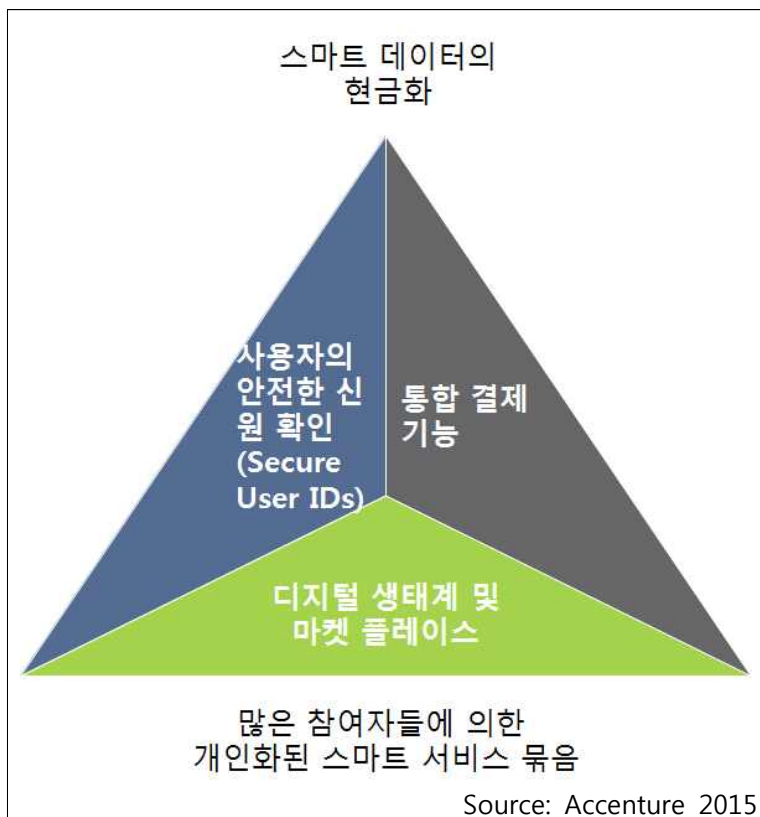 스마트 데이터의
현금화
사용자의
안전한 신
원 확인
(Secure
User IDs)
통합 결제
기능
디지털 생태계 및
마켓 플레이스
많은 참여자들에 의한
개인화된 스마트 서비스 묶음
Source: Accenture 2015